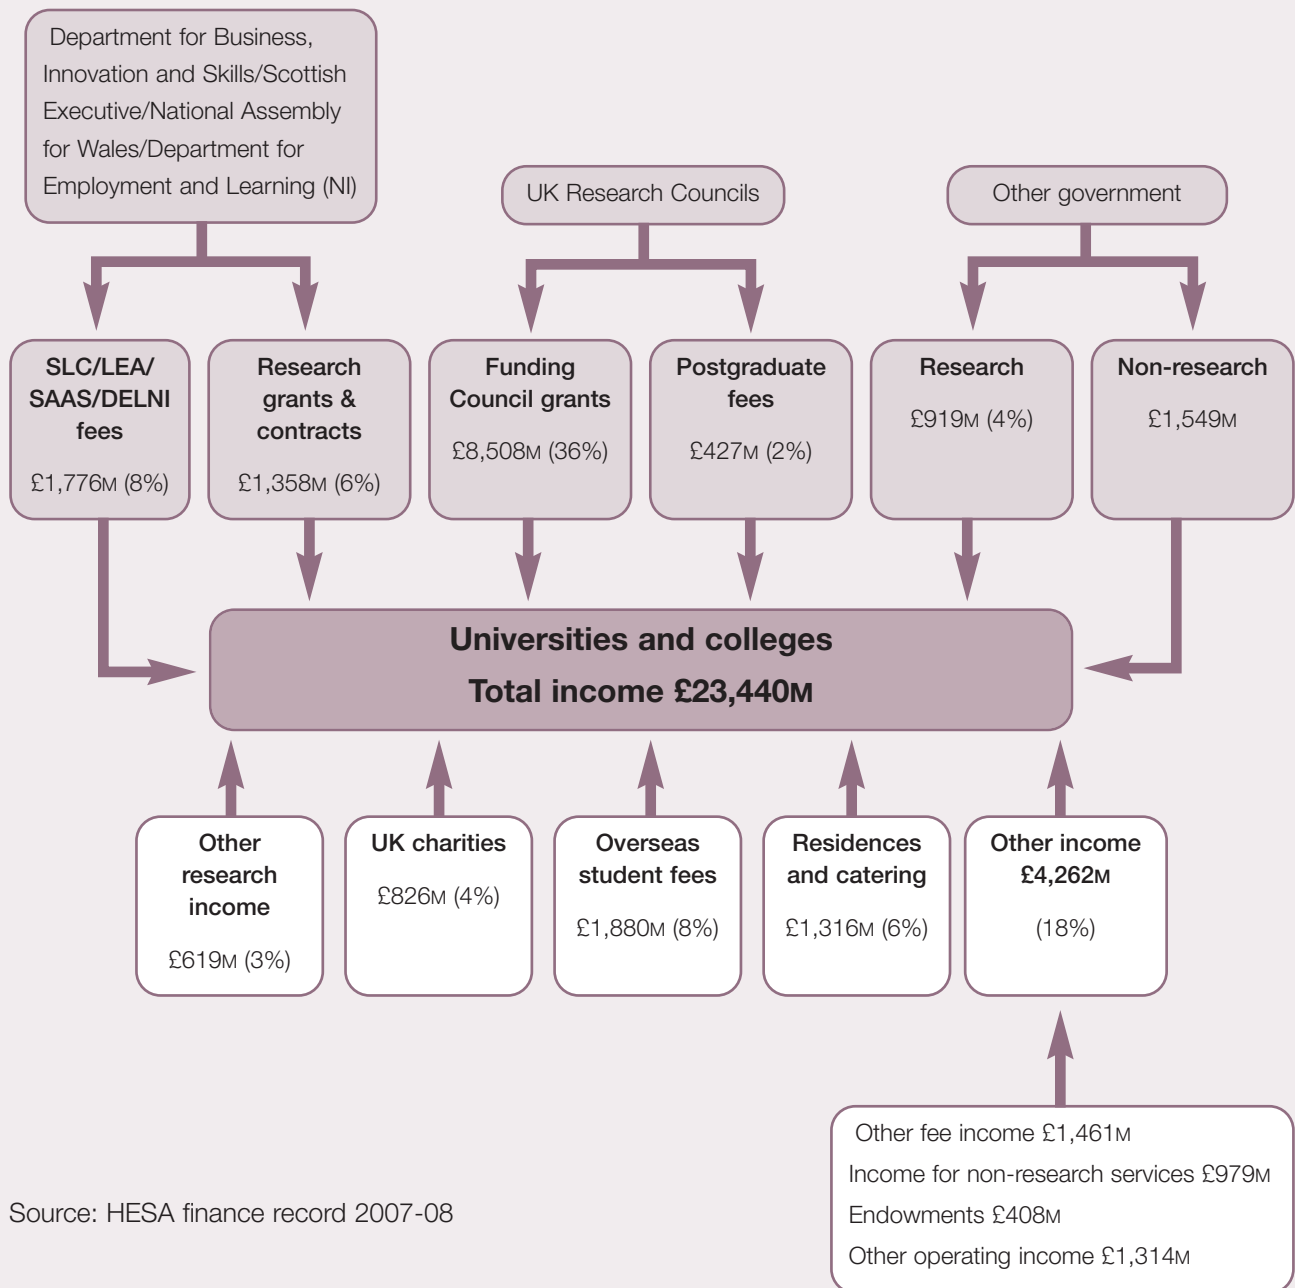 Department for Business,
Innovation and Skills/Scottish
Executive/National Assembly
for Wales/Department for
Employment and Learning (NI)
UK Research Councils
Other government
SLC/LEA/
SAAS/DELNI
fees
£1,776M (8%)
Research
grants &
contracts
£1,358M (6%)
Funding
Council grants
£8,508M (36%)
Postgraduate
fees
£427M (2%)
Research
£919M (4%)
Non-research
£1,549M
Universities and colleges
Total income £23,440M
Other
research
income
£619M (3%)
UK charities
£826M (4%)
Overseas
student fees
£1,880M (8%)
Residences
and catering
£1,316M (6%)
Other income
£4,262M
(18%)
Other fee income £1,461M
Income for non-research services £979M
Endowments £408M
Other operating income £1,314M
Source: HESA finance record 2007-08